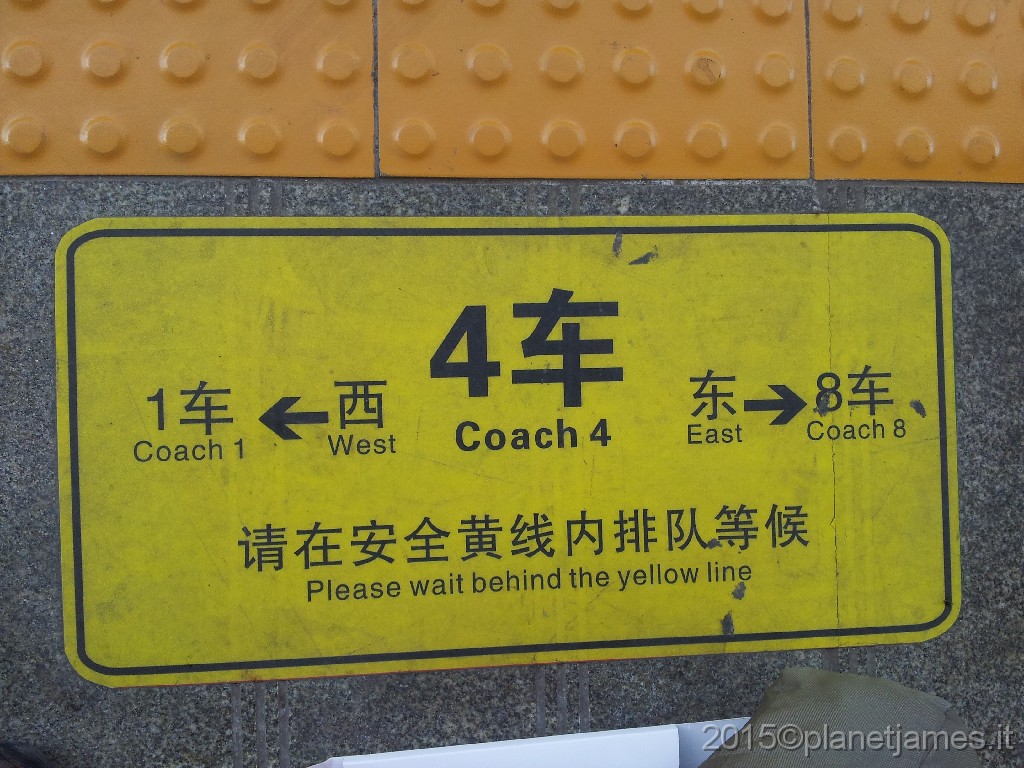 4车
Coach 4
1车 ← 西
Coach 1 West
东 → 8车
East Coach 8
请在安全黄线内排队等候
Please wait behind the yellow line
2015©planetjames.it